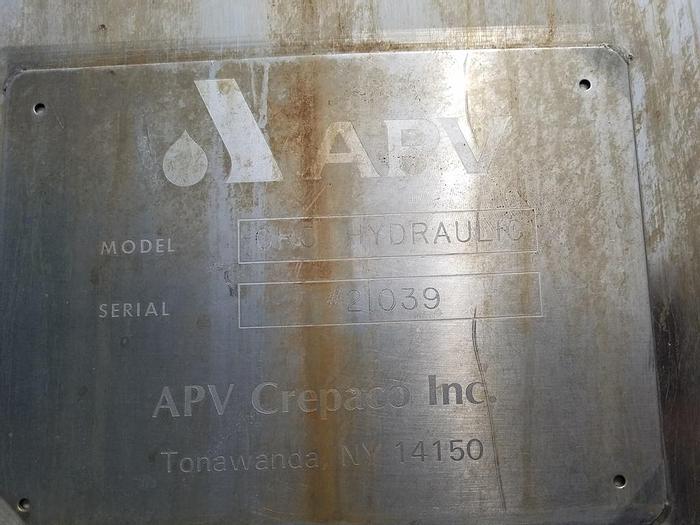 APV
MODEL HYDRAULIC
SERIAL #21039
APV Crepaco Inc.
Tonawanda, NY 14150